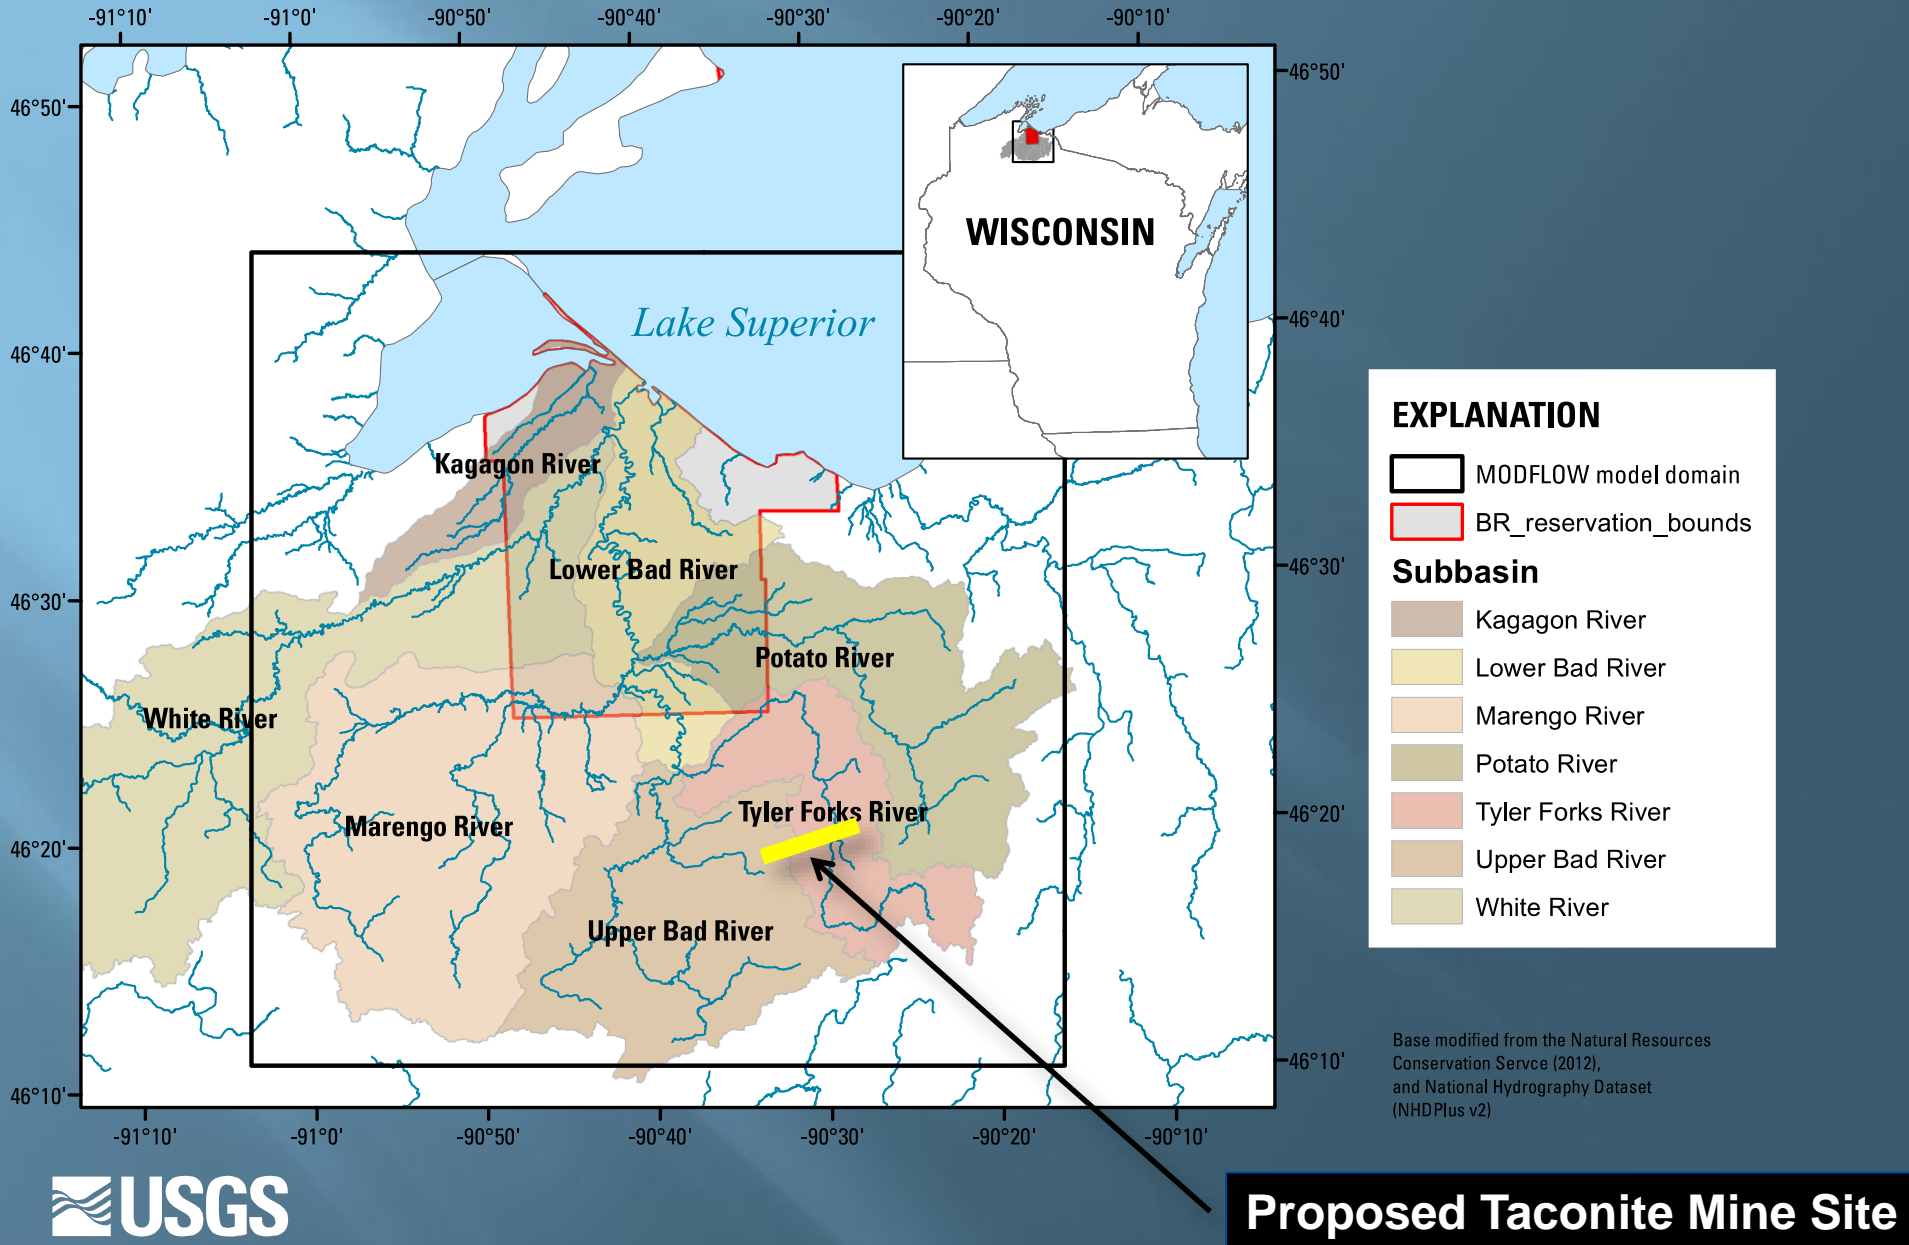 -91°10'
-91°0'
-90°50'
-90°40'
-90°30'
-90°20'
-90°10'
46°50'
46°40'
46°30'
46°20'
46°10'
46°50'
46°40'
46°30'
46°20'
46°10'
WISCONSIN
Lake Superior
Kagagon River
Lower Bad River
Potato River
White River
Tyler Forks River
Marengo River
Upper Bad River
-91°10'
-91°0'
-90°50'
-90°40'
-90°30'
-90°20'
-90°10'
EXPLANATION
MODFLOW model domain
BR_reservation_bounds
Subbasin
Kagagon River
Lower Bad River
Marengo River
Potato River
Tyler Forks River
Upper Bad River
White River
Base modified from the Natural Resources
Conservation Servce (2012),
and National Hydrography Dataset
(NHDPlus v2)
USGS
Proposed Taconite Mine Site